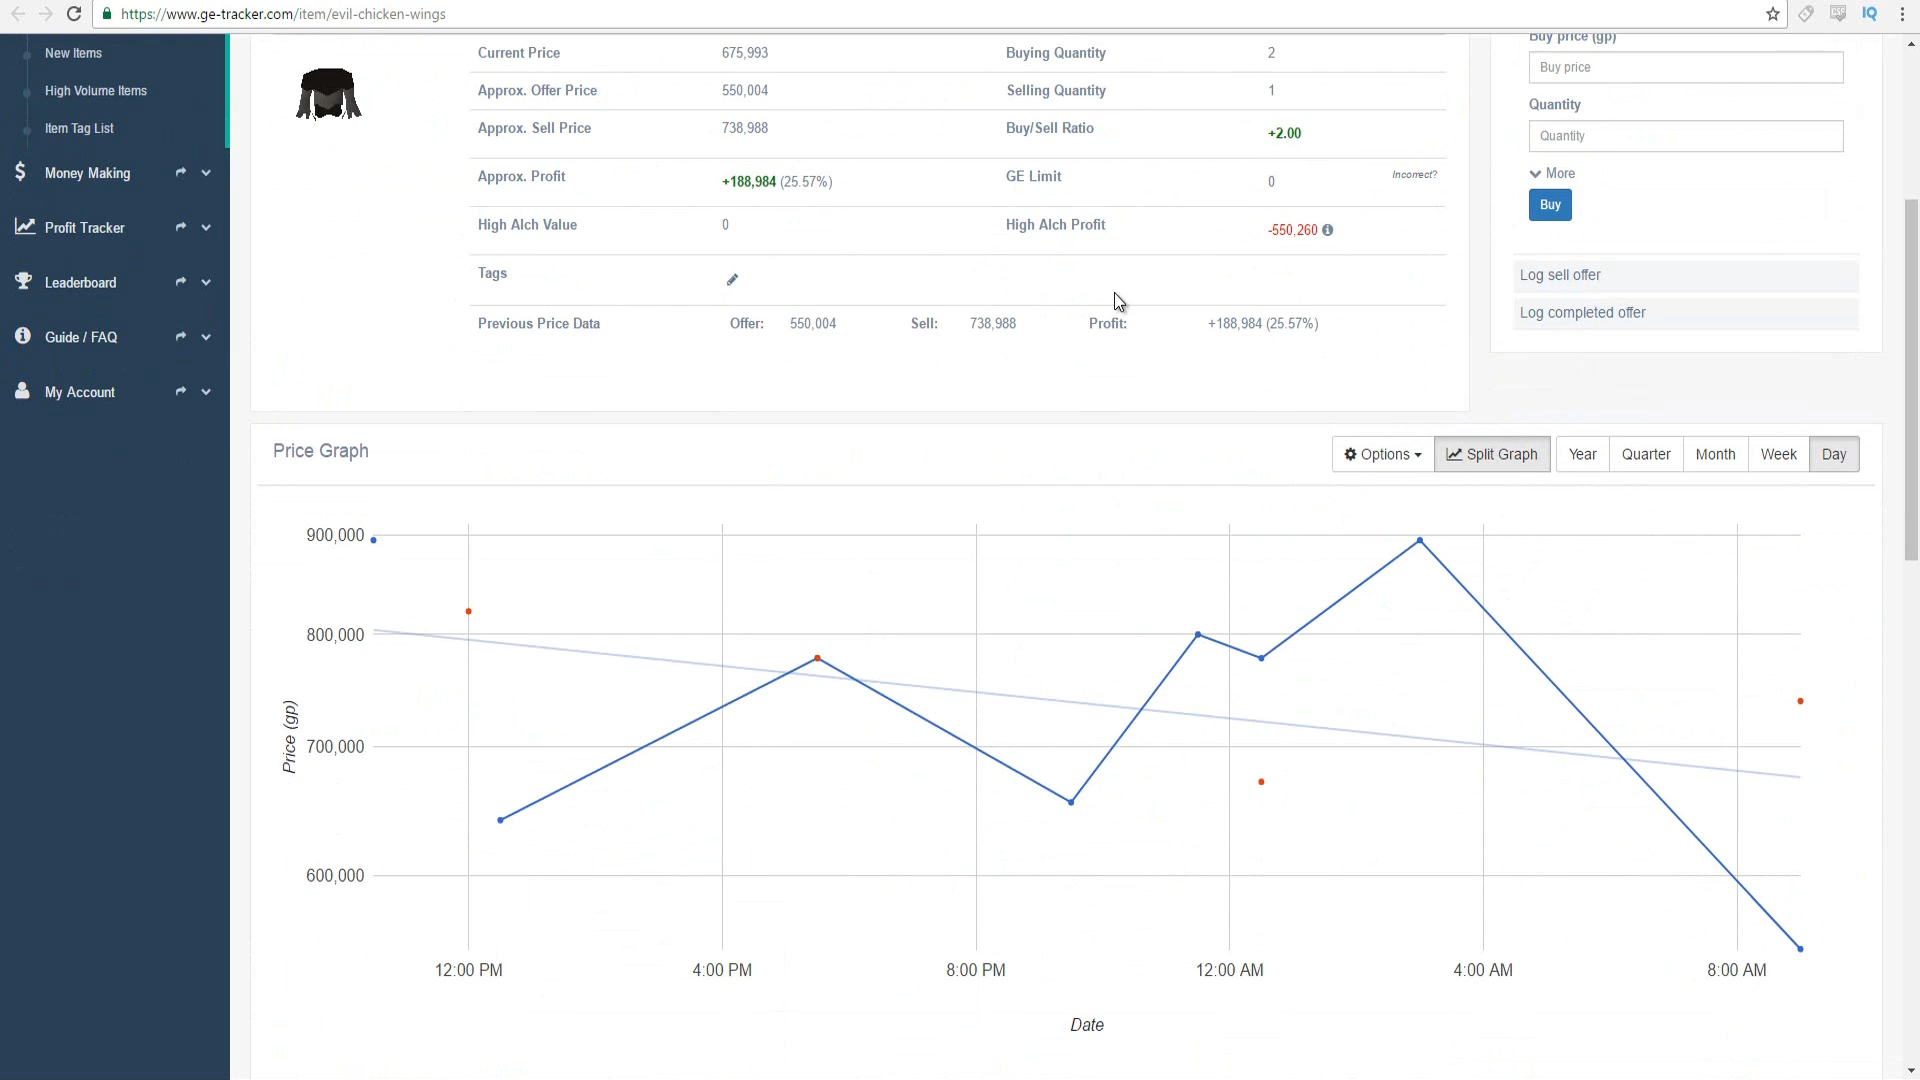 https://www.ge-tracker.com/item/evil-chicken-wings
New Items
High Volume Items
Item Tag List
Money Making
Profit Tracker
Leaderboard
Guide / FAQ
My Account
Current Price 675,993 Buying Quantity 2
Approx. Offer Price 550,004 Selling Quantity 1
Approx. Sell Price 738,988 Buy/Sell Ratio +2.00
Approx. Profit +188,984 (25.57%) GE Limit 0 Incorrect?
High Alch Value 0 High Alch Profit -550,260
Tags
Previous Price Data Offer: 550,004 Sell: 738,988 Profit: +188,984 (25.57%)
Buy price (gp)
Buy price
Quantity
Quantity
More
Buy
Log sell offer
Log completed offer
Price Graph
Options Split Graph Year Quarter Month Week Day
900,000
800,000
700,000
600,000
Price (gp)
12:00 PM 4:00 PM 8:00 PM 12:00 AM 4:00 AM 8:00 AM
Date